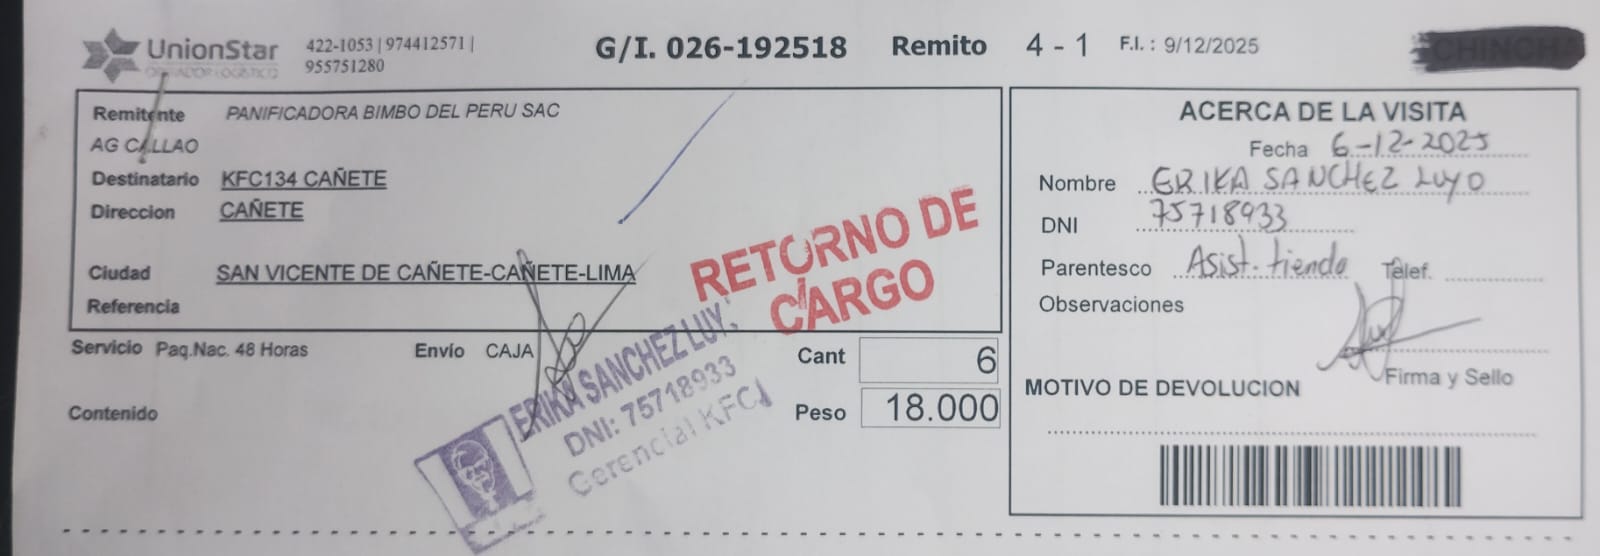 UnionStar
OPERADOR LOGISTICO
422-1053 | 974412571 |
955751280
G/I. 026-192518 Remito 4 - 1 F.I. : 9/12/2025
CHINCHA
Remitente PANIFICADORA BIMBO DEL PERU SAC
AG CALLAO
Destinatario KFC134 CAÑETE
Direccion CAÑETE
Ciudad SAN VICENTE DE CAÑETE-CAÑETE-LIMA
Referencia
RETORNO DE
CARGO
Servicio Paq.Nac. 48 Horas Envío CAJA Cant 6
Contenido Peso 18.000
ERIKA SANCHEZ LUY
DNI: 75718933
Gerencial KFC
ACERCA DE LA VISITA
Fecha 6-12-2025
Nombre ERIKA SANCHEZ LUYO
DNI 75718933
Parentesco Asist. tienda Telef.
Observaciones
Firma y Sello
MOTIVO DE DEVOLUCION